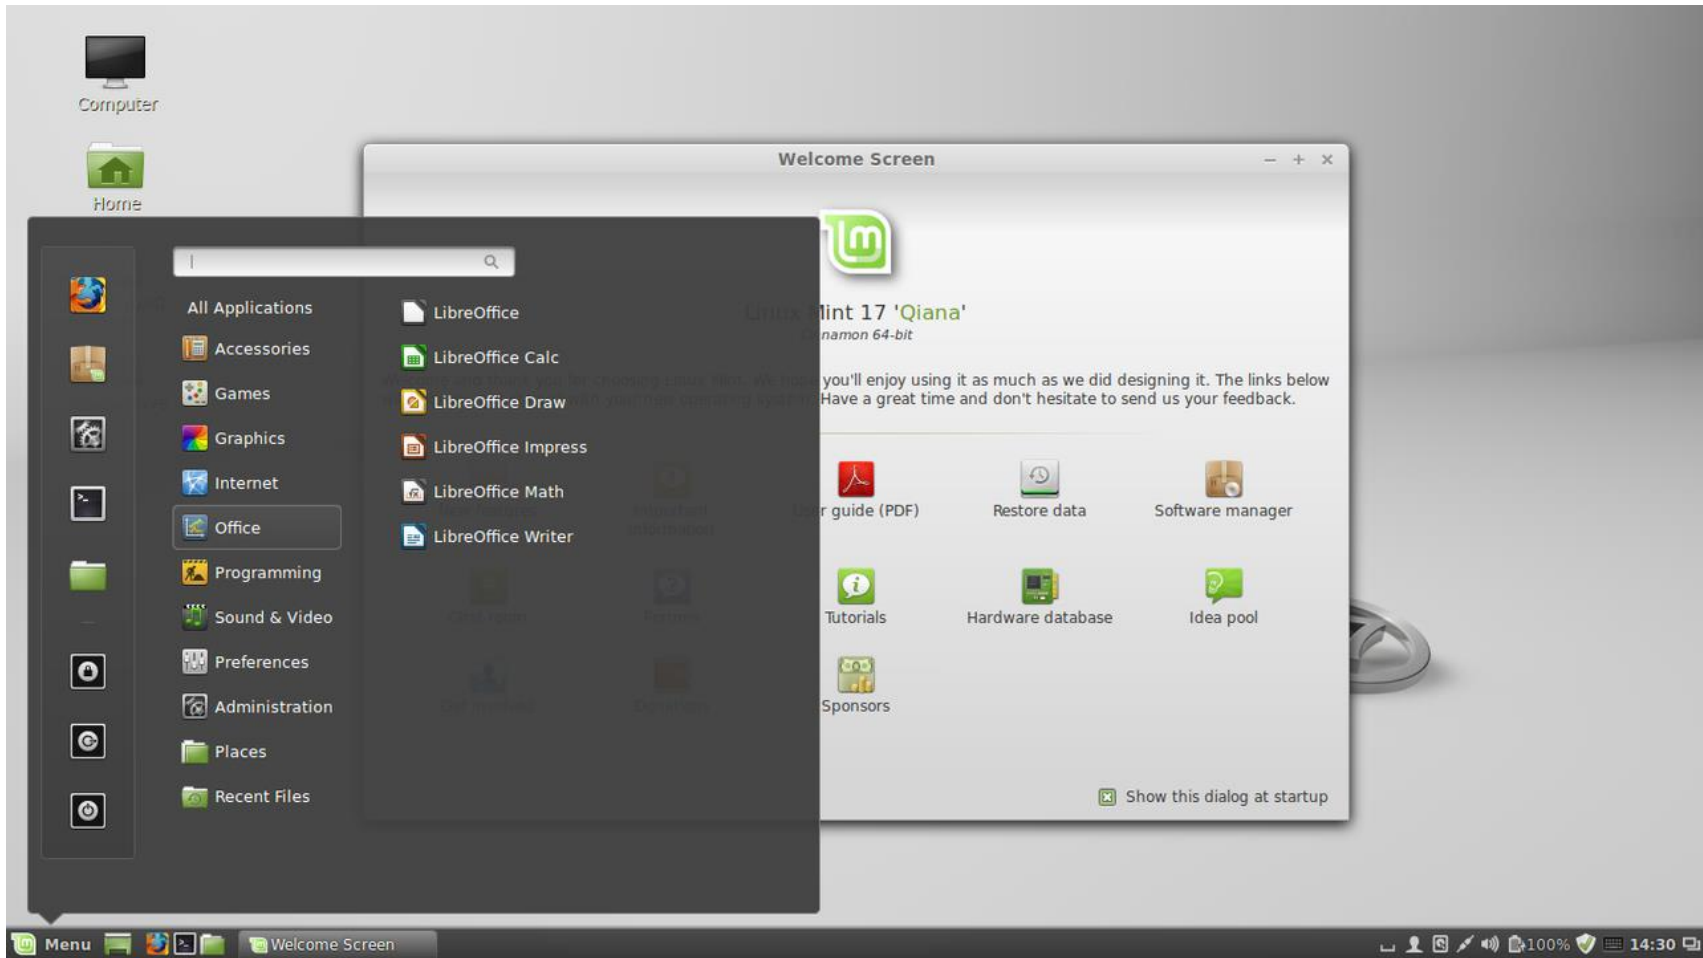 Computer
Home
Welcome Screen
All Applications
Accessories
Games
Graphics
Internet
Office
Programming
Sound & Video
Preferences
Administration
Places
Recent Files
LibreOffice
LibreOffice Calc
LibreOffice Draw
LibreOffice Impress
LibreOffice Math
LibreOffice Writer
Linux Mint 17 'Qiana'
Cinnamon 64-bit
you'll enjoy using it as much as we did designing it. The links below
Have a great time and don't hesitate to send us your feedback.
User guide (PDF)
Restore data
Software manager
Tutorials
Hardware database
Idea pool
Sponsors
Show this dialog at startup
Menu
Welcome Screen
100%
14:30